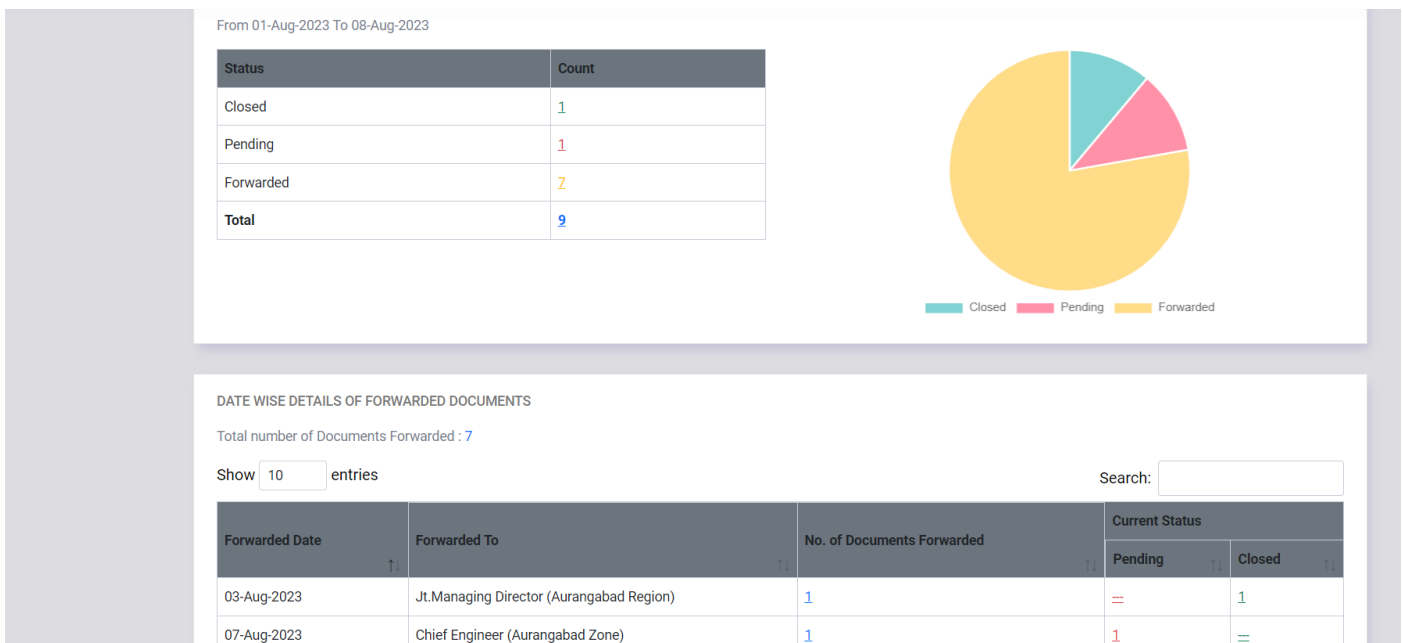 From 01-Aug-2023 To 08-Aug-2023
Status Count
Closed 1
Pending 1
Forwarded 7
Total 9
Closed Pending Forwarded
DATE WISE DETAILS OF FORWARDED DOCUMENTS
Total number of Documents Forwarded : 7
Show 10 entries
Search:
Forwarded Date Forwarded To No. of Documents Forwarded Current Status
Pending Closed
03-Aug-2023 Jt.Managing Director (Aurangabad Region) 1 --- 1
07-Aug-2023 Chief Engineer (Aurangabad Zone) 1 1 ---